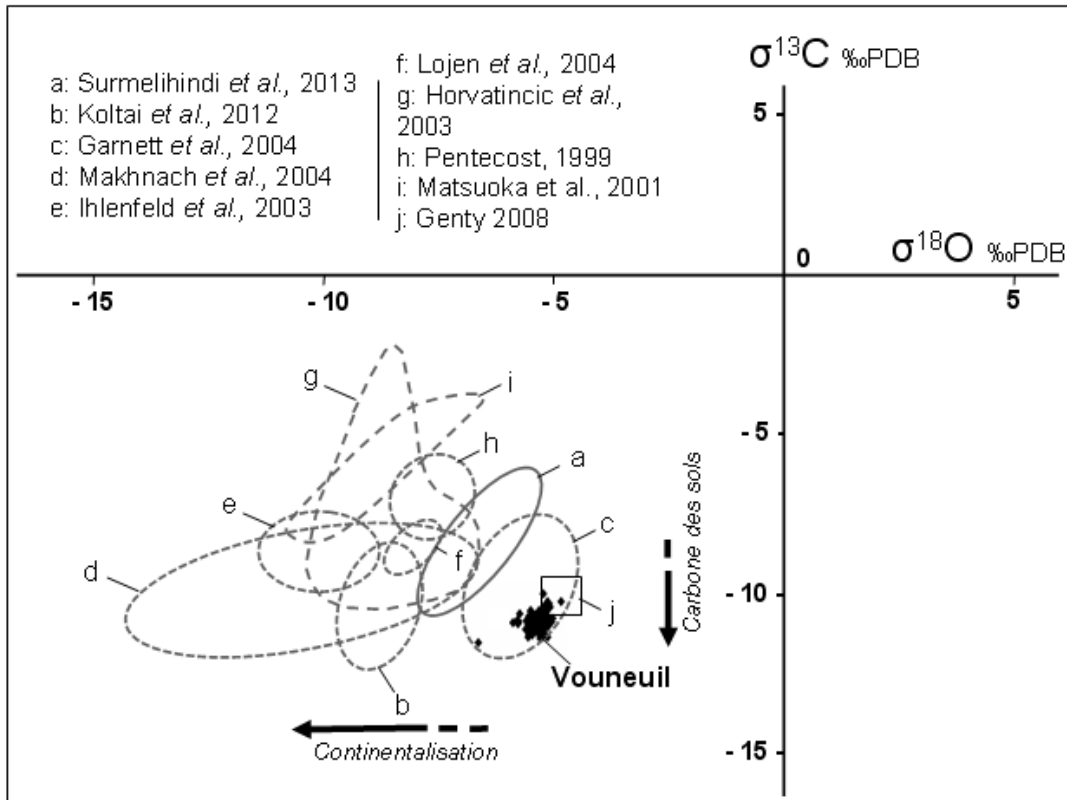 a: Surmelihindi et al., 2013
b: Koltai et al., 2012
c: Garnett et al., 2004
d: Makhnach et al., 2004
e: Ihlenfeld et al., 2003
f: Lojen et al., 2004
g: Horvatincic et al.,
2003
h: Pentecost, 1999
i: Matsuoka et al., 2001
j: Genty 2008
σ¹³C ‰PDB
5
0
σ¹⁸O ‰PDB
- 15
- 10
- 5
5
g
i
h
a
- 5
e
c
d
f
- 10
j
Carbone des sols
Vouneuil
b
Continentalisation
- 15